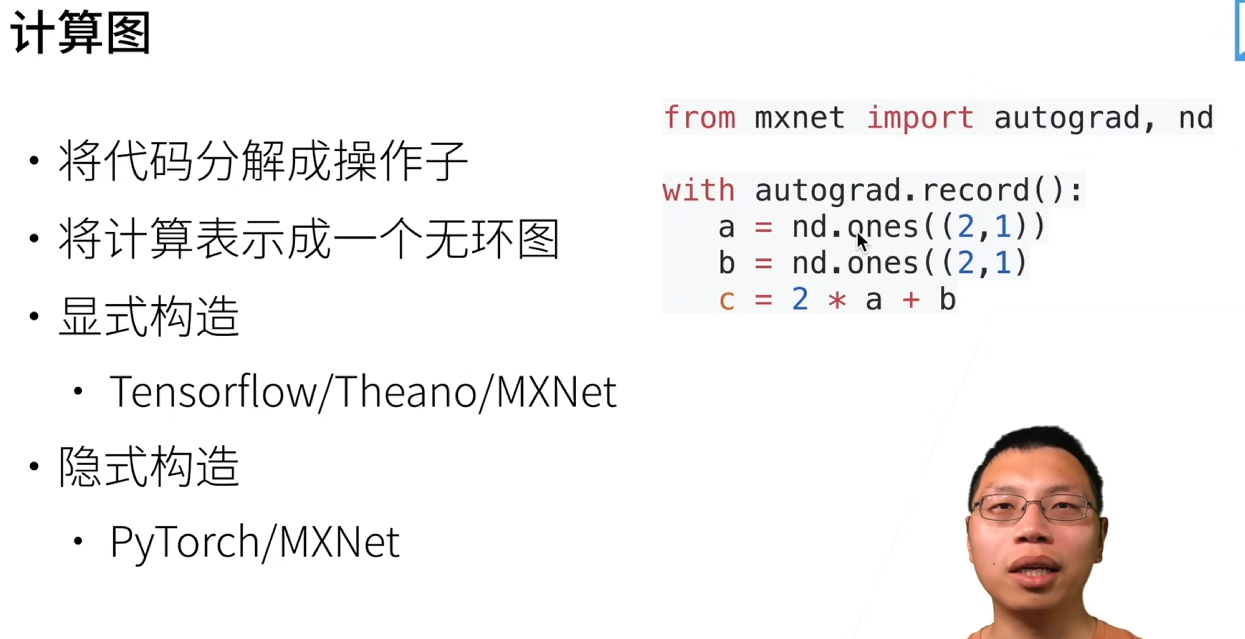 计算图
• 将代码分解成操作子
• 将计算表示成一个无环图
• 显式构造
• Tensorflow/Theano/MXNet
• 隐式构造
• PyTorch/MXNet
from mxnet import autograd, nd
with autograd.record():
a = nd.ones((2,1))
b = nd.ones((2,1)
c = 2 * a + b